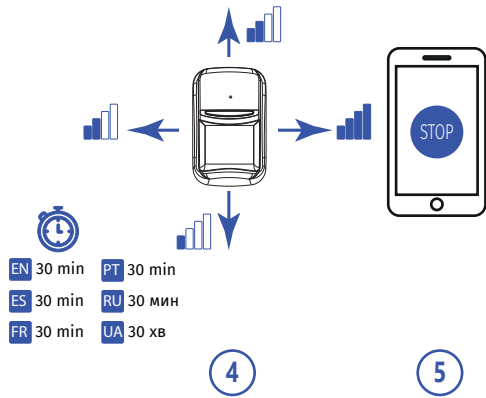 STOP
EN 30 min PT 30 min
ES 30 min RU 30 мин
FR 30 min UA 30 хв
4 5